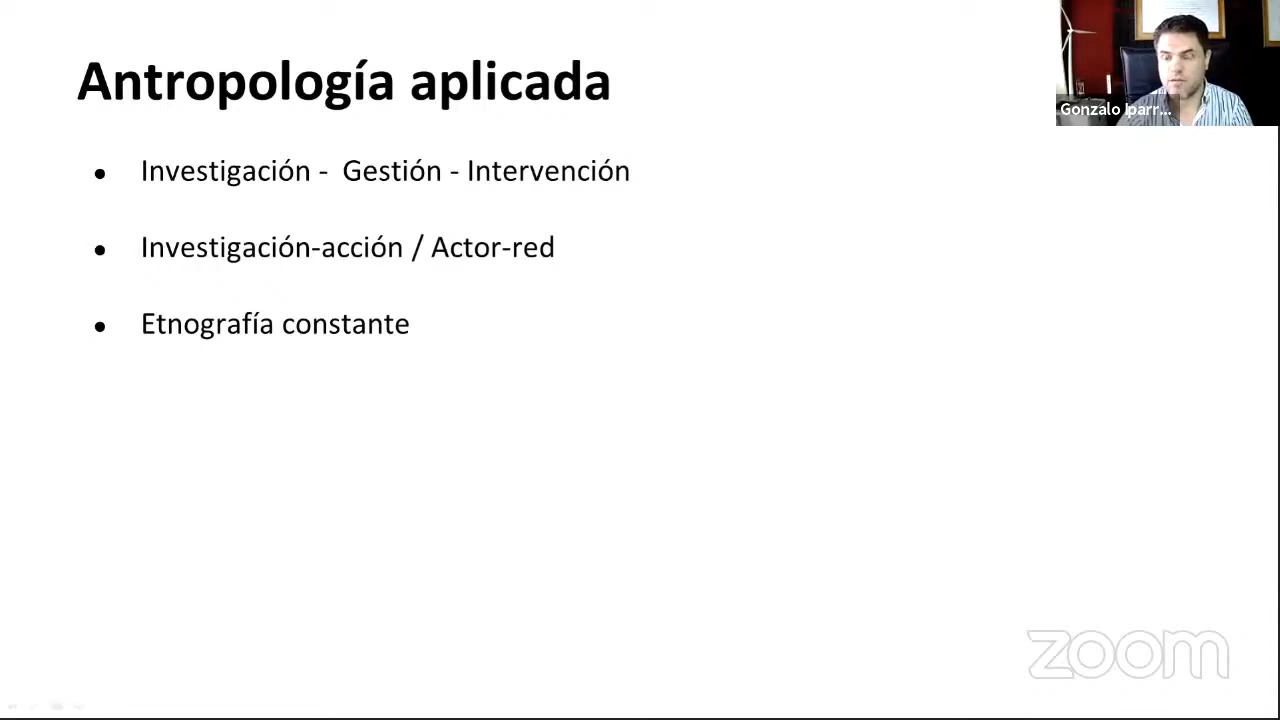 Antropología aplicada
Gonzalo Iparr...
• Investigación -  Gestión - Intervención
• Investigación-acción / Actor-red
• Etnografía constante
zoom